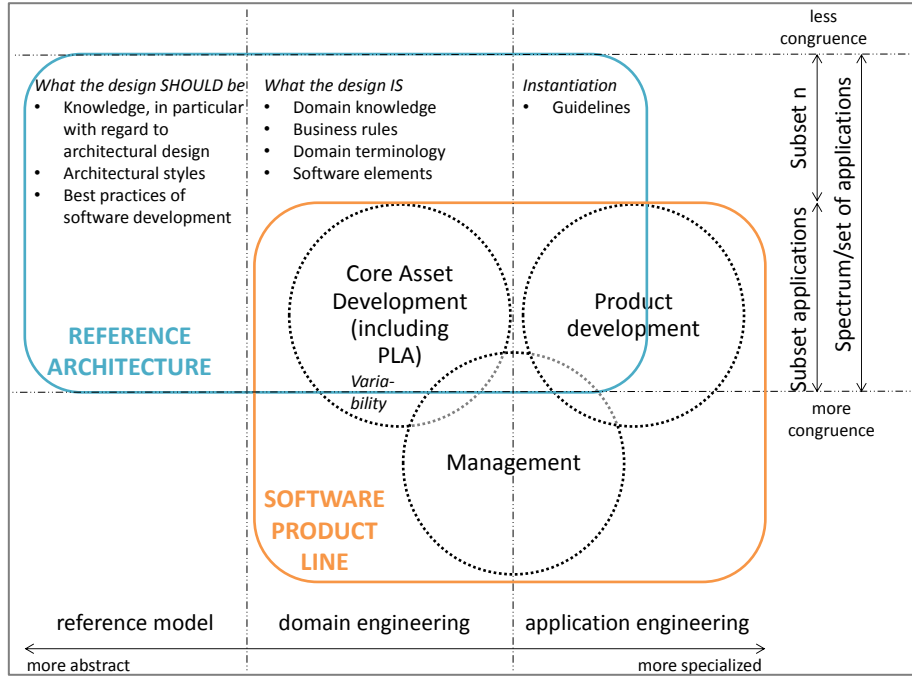 less
congruence
What the design SHOULD be
• Knowledge, in particular
with regard to
architectural design
• Architectural styles
• Best practices of
software development
What the design IS
• Domain knowledge
• Business rules
• Domain terminology
• Software elements
Instantiation
• Guidelines
Subset n
Subset applications
Spectrum/set of applications
Core Asset
Development
(including
PLA)
Varia-
bility
Product
development
REFERENCE
ARCHITECTURE
more
congruence
Management
SOFTWARE
PRODUCT
LINE
reference model
domain engineering
application engineering
more abstract
more specialized